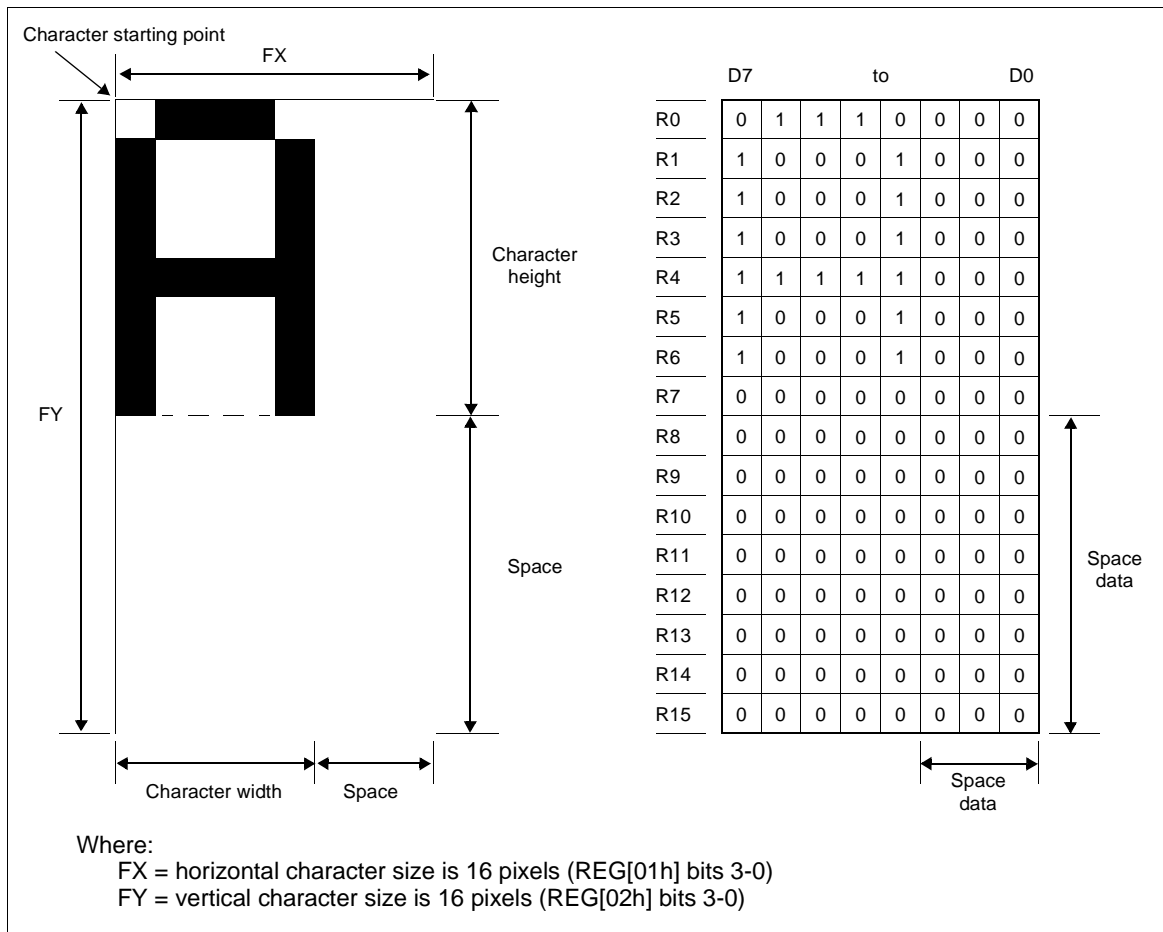 Character starting point
FX
D7 to D0
R0 0 1 1 1 0 0 0 0
R1 1 0 0 0 1 0 0 0
R2 1 0 0 0 1 0 0 0
R3 1 0 0 0 1 0 0 0
Character
height
R4 1 1 1 1 1 0 0 0
R5 1 0 0 0 1 0 0 0
R6 1 0 0 0 1 0 0 0
R7 0 0 0 0 0 0 0 0
FY
R8 0 0 0 0 0 0 0 0
R9 0 0 0 0 0 0 0 0
R10 0 0 0 0 0 0 0 0
R11 0 0 0 0 0 0 0 0
Space
Space
data
R12 0 0 0 0 0 0 0 0
R13 0 0 0 0 0 0 0 0
R14 0 0 0 0 0 0 0 0
R15 0 0 0 0 0 0 0 0
Character width Space
Space
data
Where:
FX = horizontal character size is 16 pixels (REG[01h] bits 3-0)
FY = vertical character size is 16 pixels (REG[02h] bits 3-0)